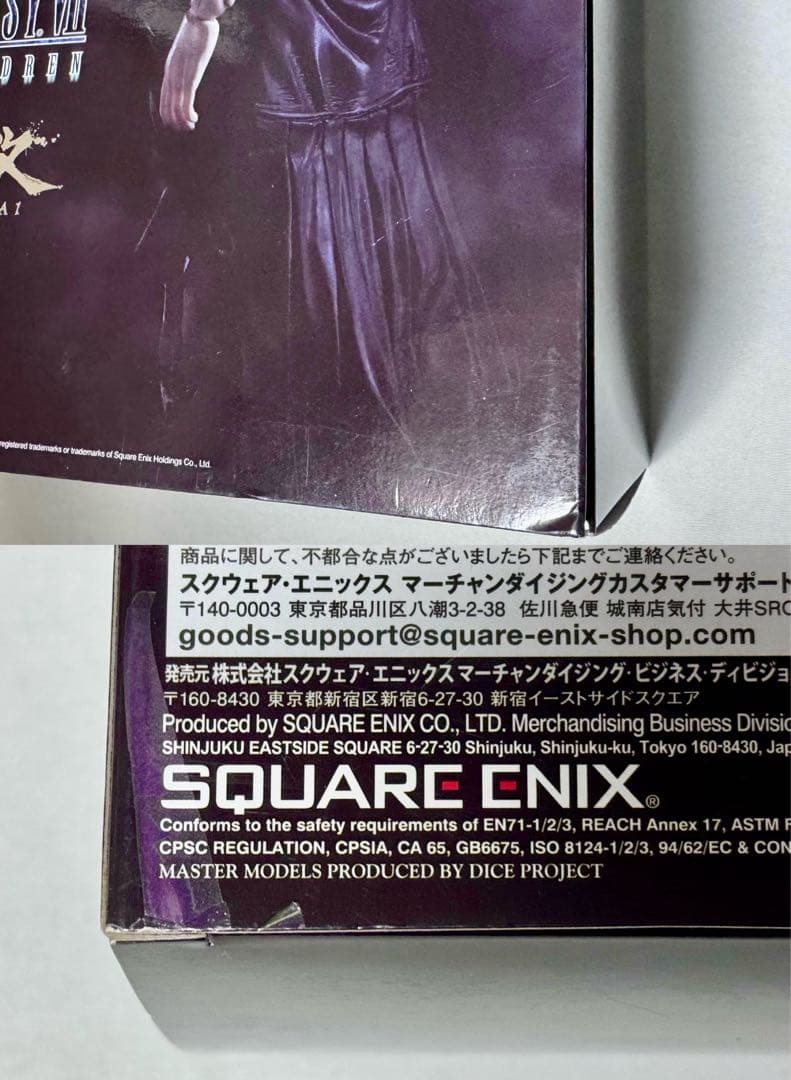 SY VII
DREN
改
AI
registered trademarks or trademarks of Square Enix Holdings Co., Ltd.
商品に関して、不都合な点がございましたら下記までご連絡ください。
スクウェア・エニックス マーチャンダイジングカスタマーサポート
〒140-0003 東京都品川区八潮3-2-38 佐川急便 城南店気付 大井SRC
goods-support@square-enix-shop.com
発売元 株式会社スクウェア・エニックス マーチャンダイジング・ビジネス・ディビジョ
〒160-8430 東京都新宿区新宿6-27-30 新宿イーストサイドスクエア
Produced by SQUARE ENIX CO., LTD. Merchandising Business Divisio
SHINJUKU EASTSIDE SQUARE 6-27-30 Shinjuku, Shinjuku-ku, Tokyo 160-8430, Jap
SQUARE ENIX®
Conforms to the safety requirements of EN71-1/2/3, REACH Annex 17, ASTM F
CPSC REGULATION, CPSIA, CA 65, GB6675, ISO 8124-1/2/3, 94/62/EC & CON
MASTER MODELS PRODUCED BY DICE PROJECT